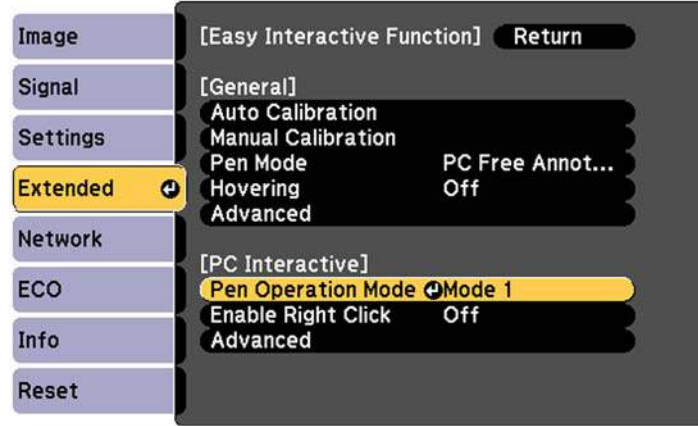 Image
Signal
Settings
Extended
Network
ECO
Info
Reset
[Easy Interactive Function] Return
[General]
Auto Calibration
Manual Calibration
Pen Mode PC Free Annot...
Hovering Off
Advanced
[PC Interactive]
Pen Operation Mode Mode 1
Enable Right Click Off
Advanced